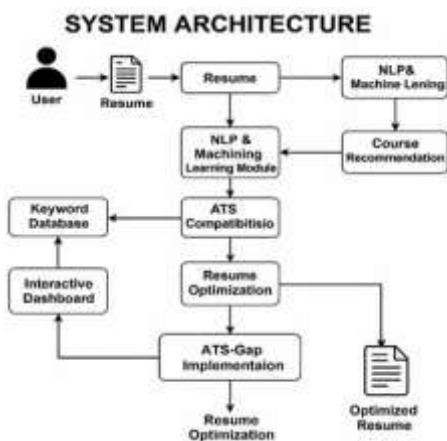 SYSTEM ARCHITECTURE
User
Resume
Resume
NLP&
Machine Lening
NLP &
Machining
Learning Module
Course
Recommendation
Keyword
Database
ATS
Compatibitisio
Interactive
Dashboard
Resume
Optimization
ATS-Gap
Implementaion
Optimized
Resume
Resume
Optimization